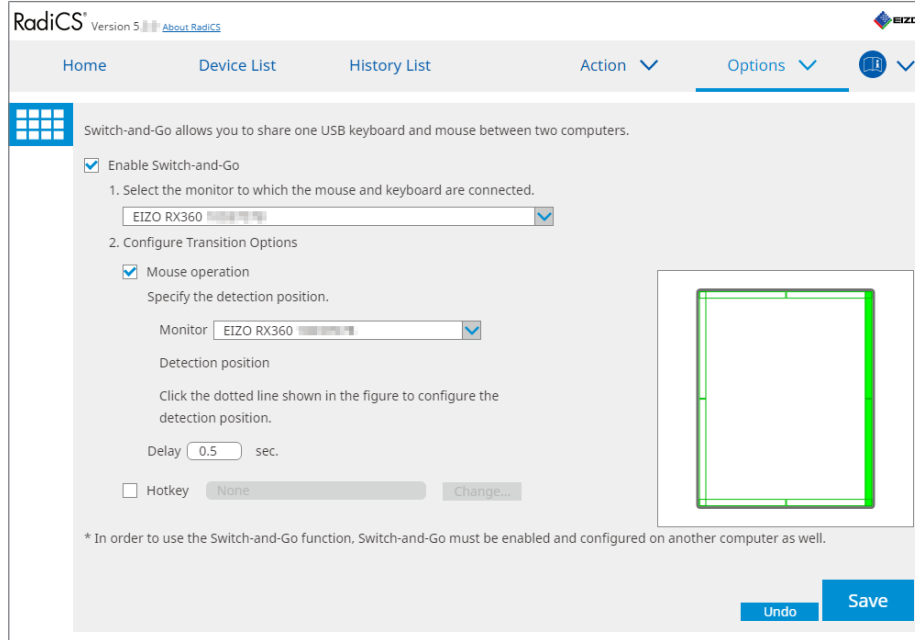 RadiCS® Version 5. About RadiCS
EIZO
Home Device List History List Action Options
Switch-and-Go allows you to share one USB keyboard and mouse between two computers.
Enable Switch-and-Go
1. Select the monitor to which the mouse and keyboard are connected.
EIZO RX360
2. Configure Transition Options
Mouse operation
Specify the detection position.
Monitor EIZO RX360
Detection position
Click the dotted line shown in the figure to configure the
detection position.
Delay 0.5 sec.
Hotkey None Change...
* In order to use the Switch-and-Go function, Switch-and-Go must be enabled and configured on another computer as well.
Undo Save